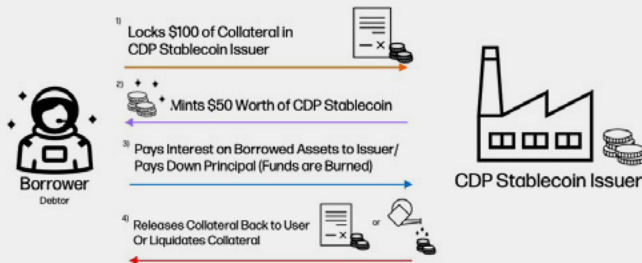 1) Locks $100 of Collateral in
CDP Stablecoin Issuer
2) Mints $50 Worth of CDP Stablecoin
3) Pays Interest on Borrowed Assets to Issuer/
Pays Down Principal (Funds are Burned)
4) Releases Collateral Back to User
Or Liquidates Collateral
or
Borrower
Debtor
CDP Stablecoin Issuer